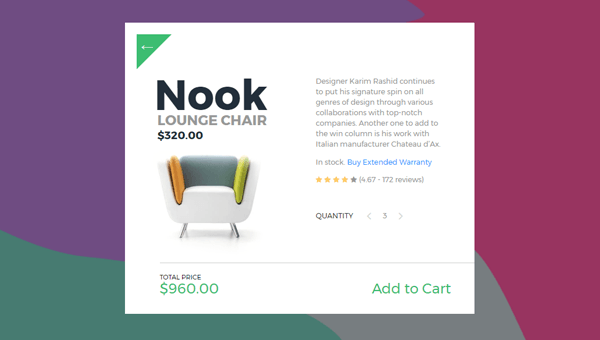 ←
Nook
LOUNGE CHAIR
$320.00
Designer Karim Rashid continues
to put his signature spin on all
genres of design through various
collaborations with top-notch
companies. Another one to add to
the win column is his work with
Italian manufacturer Chateau d'Ax.
In stock. Buy Extended Warranty
★★★★★ (4.67 - 172 reviews)
QUANTITY < 3 >
TOTAL PRICE
$960.00
Add to Cart